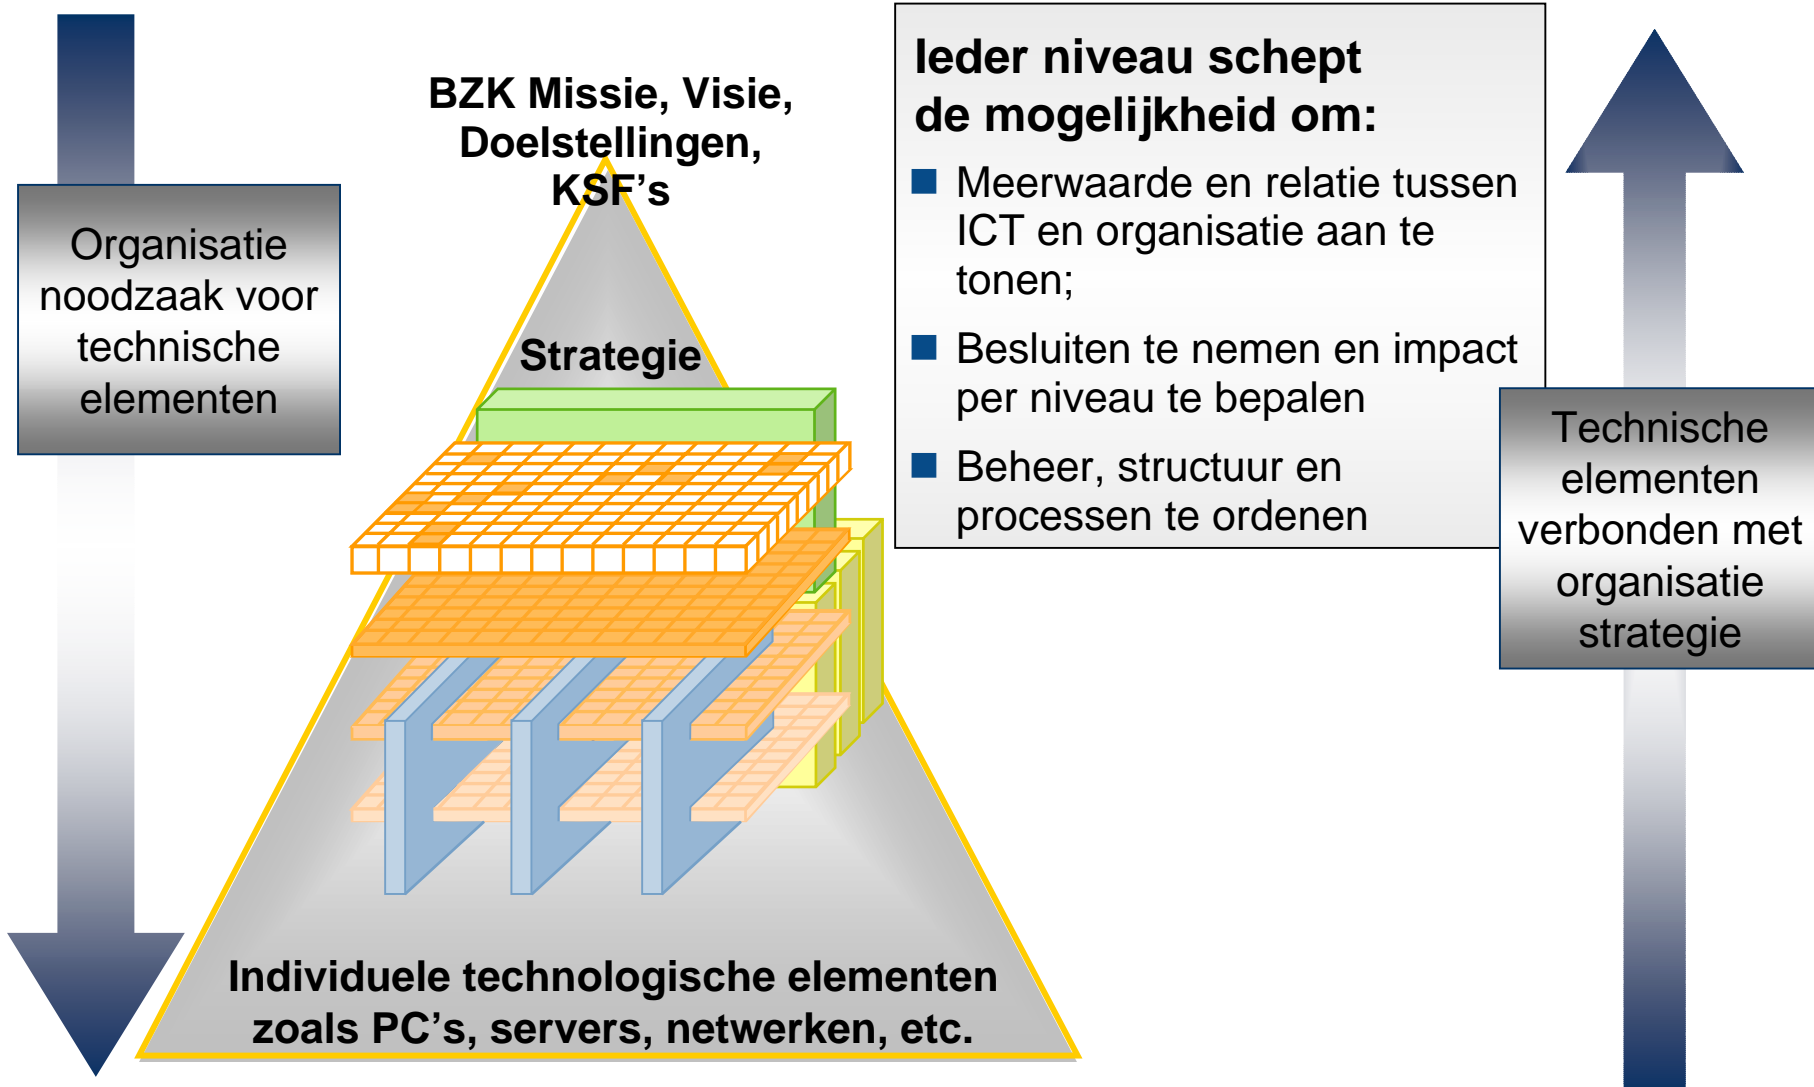 BZK Missie, Visie,
Doelstellingen,
KSF's
Ieder niveau schept
de mogelijkheid om:
Meerwaarde en relatie tussen
ICT en organisatie aan te
tonen;
Besluiten te nemen en impact
per niveau te bepalen
Beheer, structuur en
processen te ordenen
Organisatie
noodzaak voor
technische
elementen
Strategie
Technische
elementen
verbonden met
organisatie
strategie
Individuele technologische elementen
zoals PC's, servers, netwerken, etc.